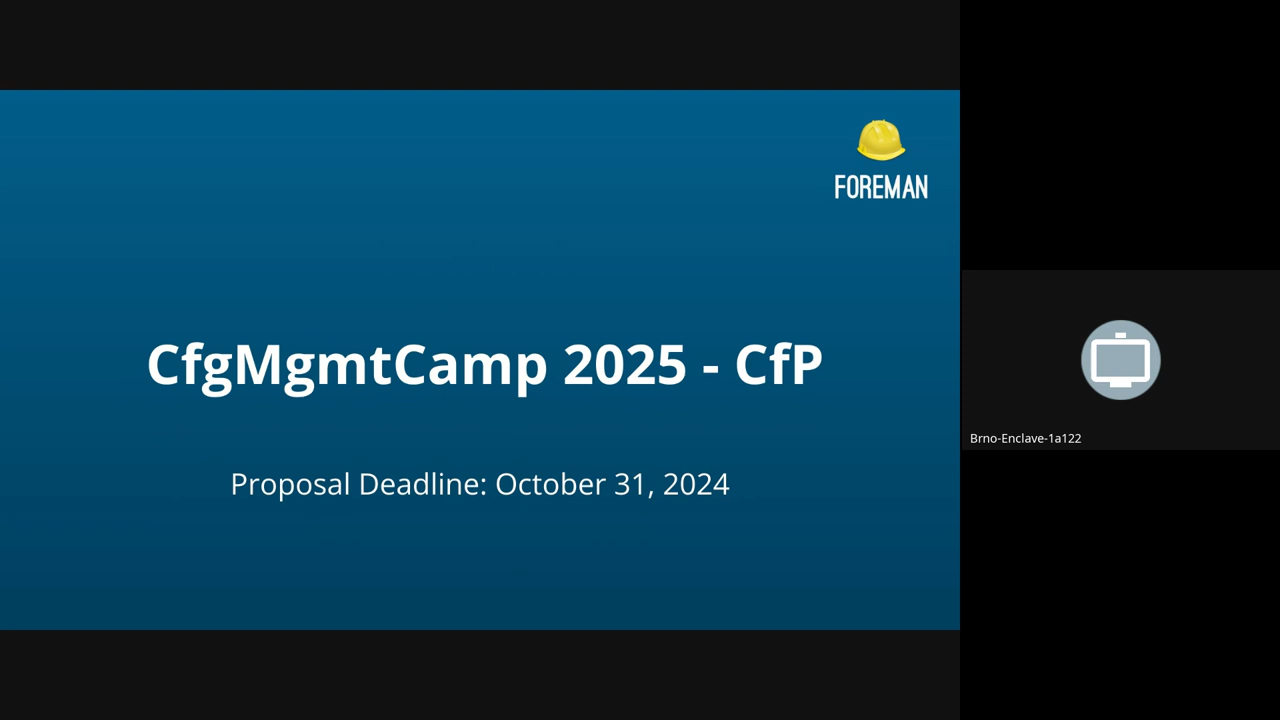 FOREMAN
CfgMgmtCamp 2025 - CfP
Proposal Deadline: October 31, 2024
Brno-Enclave-1a122